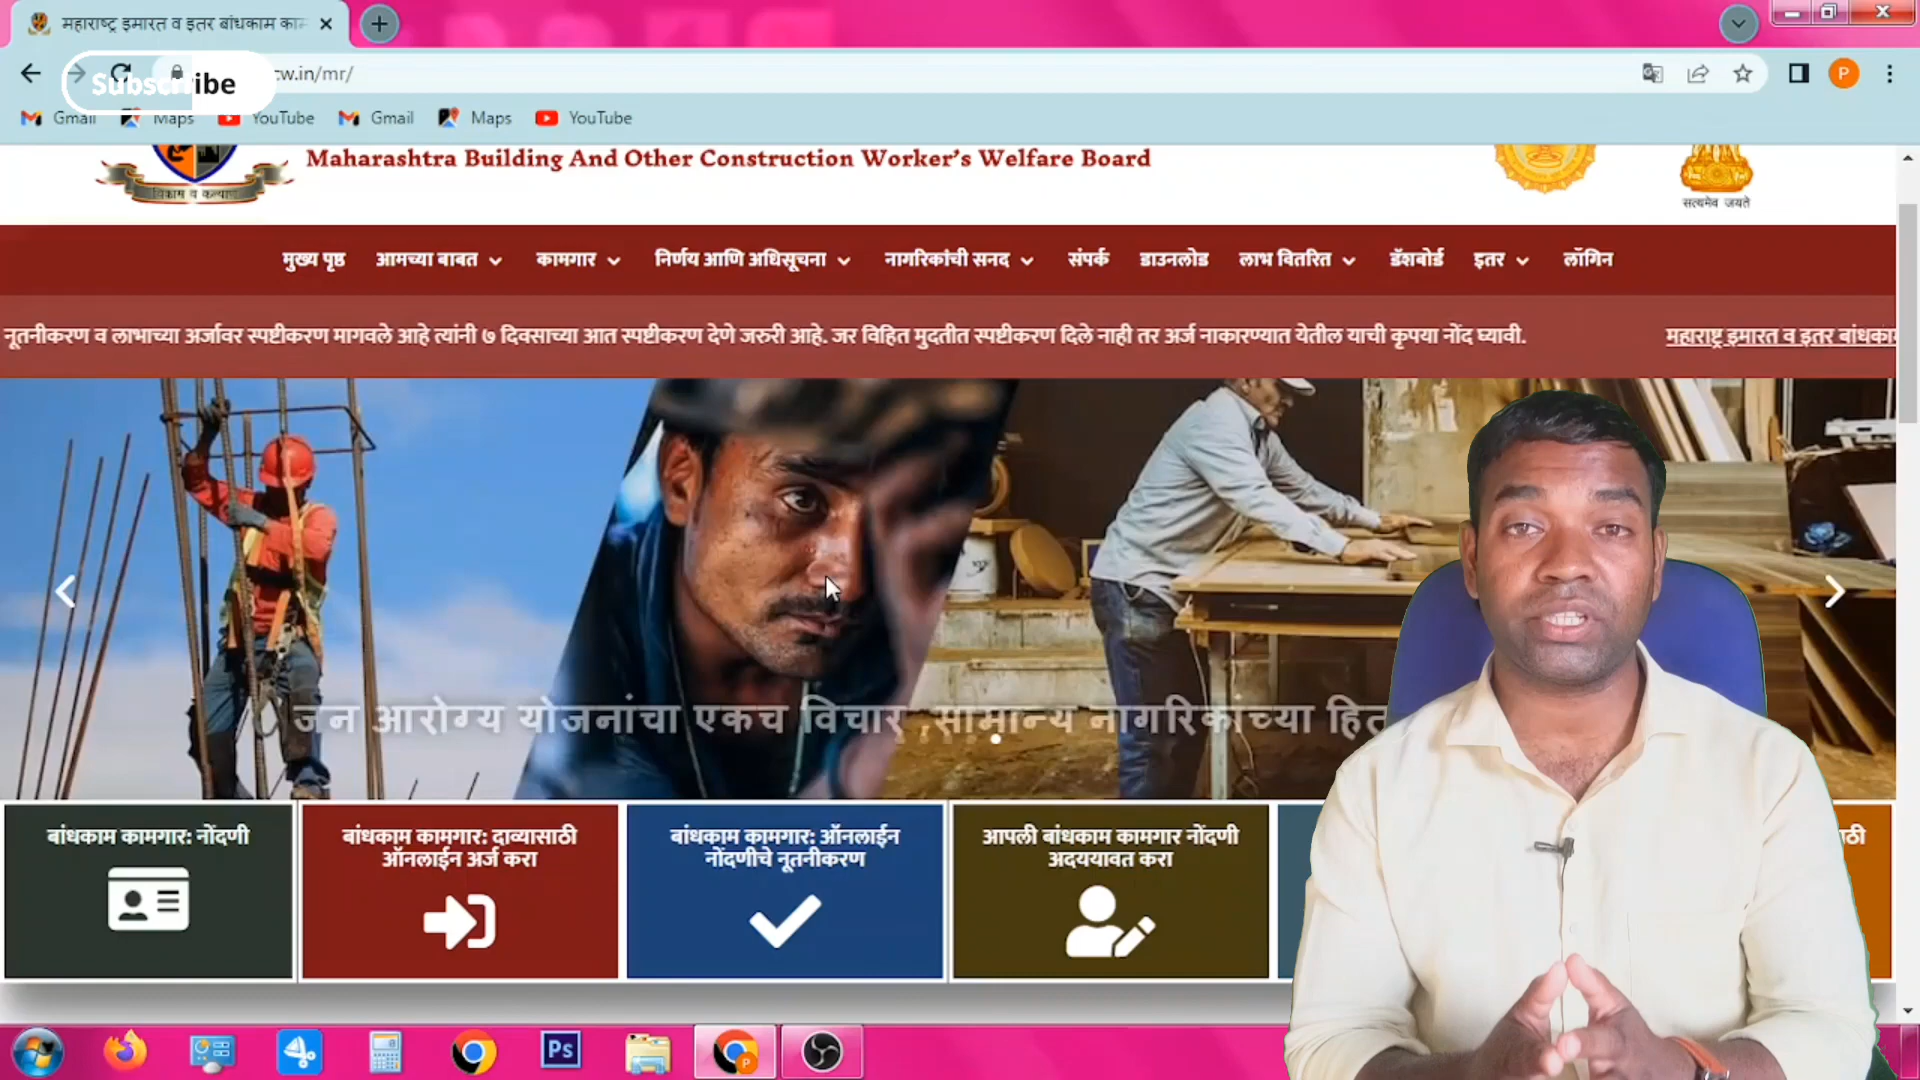 महाराष्ट्र इमारत व इतर बांधकाम काम
Subscribe
cw.in/mr/
P
Gmail Maps YouTube Gmail Maps YouTube
Maharashtra Building And Other Construction Worker's Welfare Board
विकास व कल्याण
सत्यमेव जयते
मुख्य पृष्ठ आमच्या बाबत कामगार निर्णय आणि अधिसूचना नागरिकांची सनद संपर्क डाउनलोड लाभ वितरित डॅशबोर्ड इतर लॉगिन
नूतनीकरण व लाभाच्या अर्जावर स्पष्टीकरण मागवले आहे त्यांनी ७ दिवसाच्या आत स्पष्टीकरण देणे जरुरी आहे. जर विहित मुदतीत स्पष्टीकरण दिले नाही तर अर्ज नाकारण्यात येतील याची कृपया नोंद घ्यावी. महाराष्ट्र इमारत व इतर बांधका
जन आरोग्य योजनांचा एकच विचार ,सामान्य नागरिकांच्या हित
बांधकाम कामगार: नोंदणी
बांधकाम कामगार: दाव्यासाठी
ऑनलाईन अर्ज करा
बांधकाम कामगार: ऑनलाईन
नोंदणीचे नूतनीकरण
आपली बांधकाम कामगार नोंदणी
अदययावत करा
ठी
Ps
P